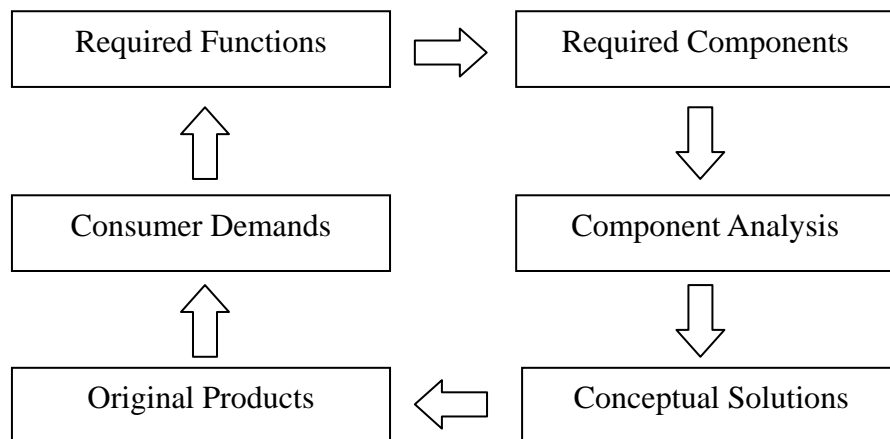 Required Functions
Required Components
Consumer Demands
Component Analysis
Original Products
Conceptual Solutions